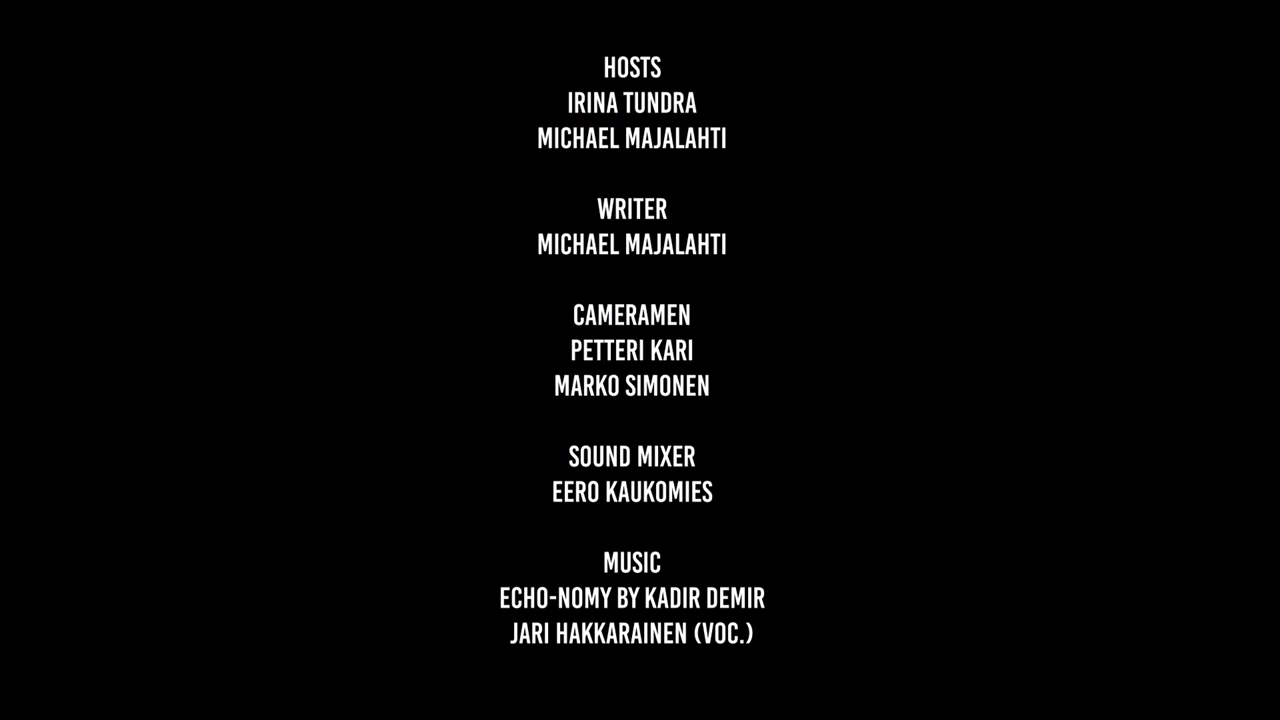 HOSTS
IRINA TUNDRA
MICHAEL MAJALAHTI
WRITER
MICHAEL MAJALAHTI
CAMERAMEN
PETTERI KARI
MARKO SIMONEN
SOUND MIXER
EERO KAUKOMIES
MUSIC
ECHO-NOMY BY KADIR DEMIR
JARI HAKKARAINEN (VOC.)